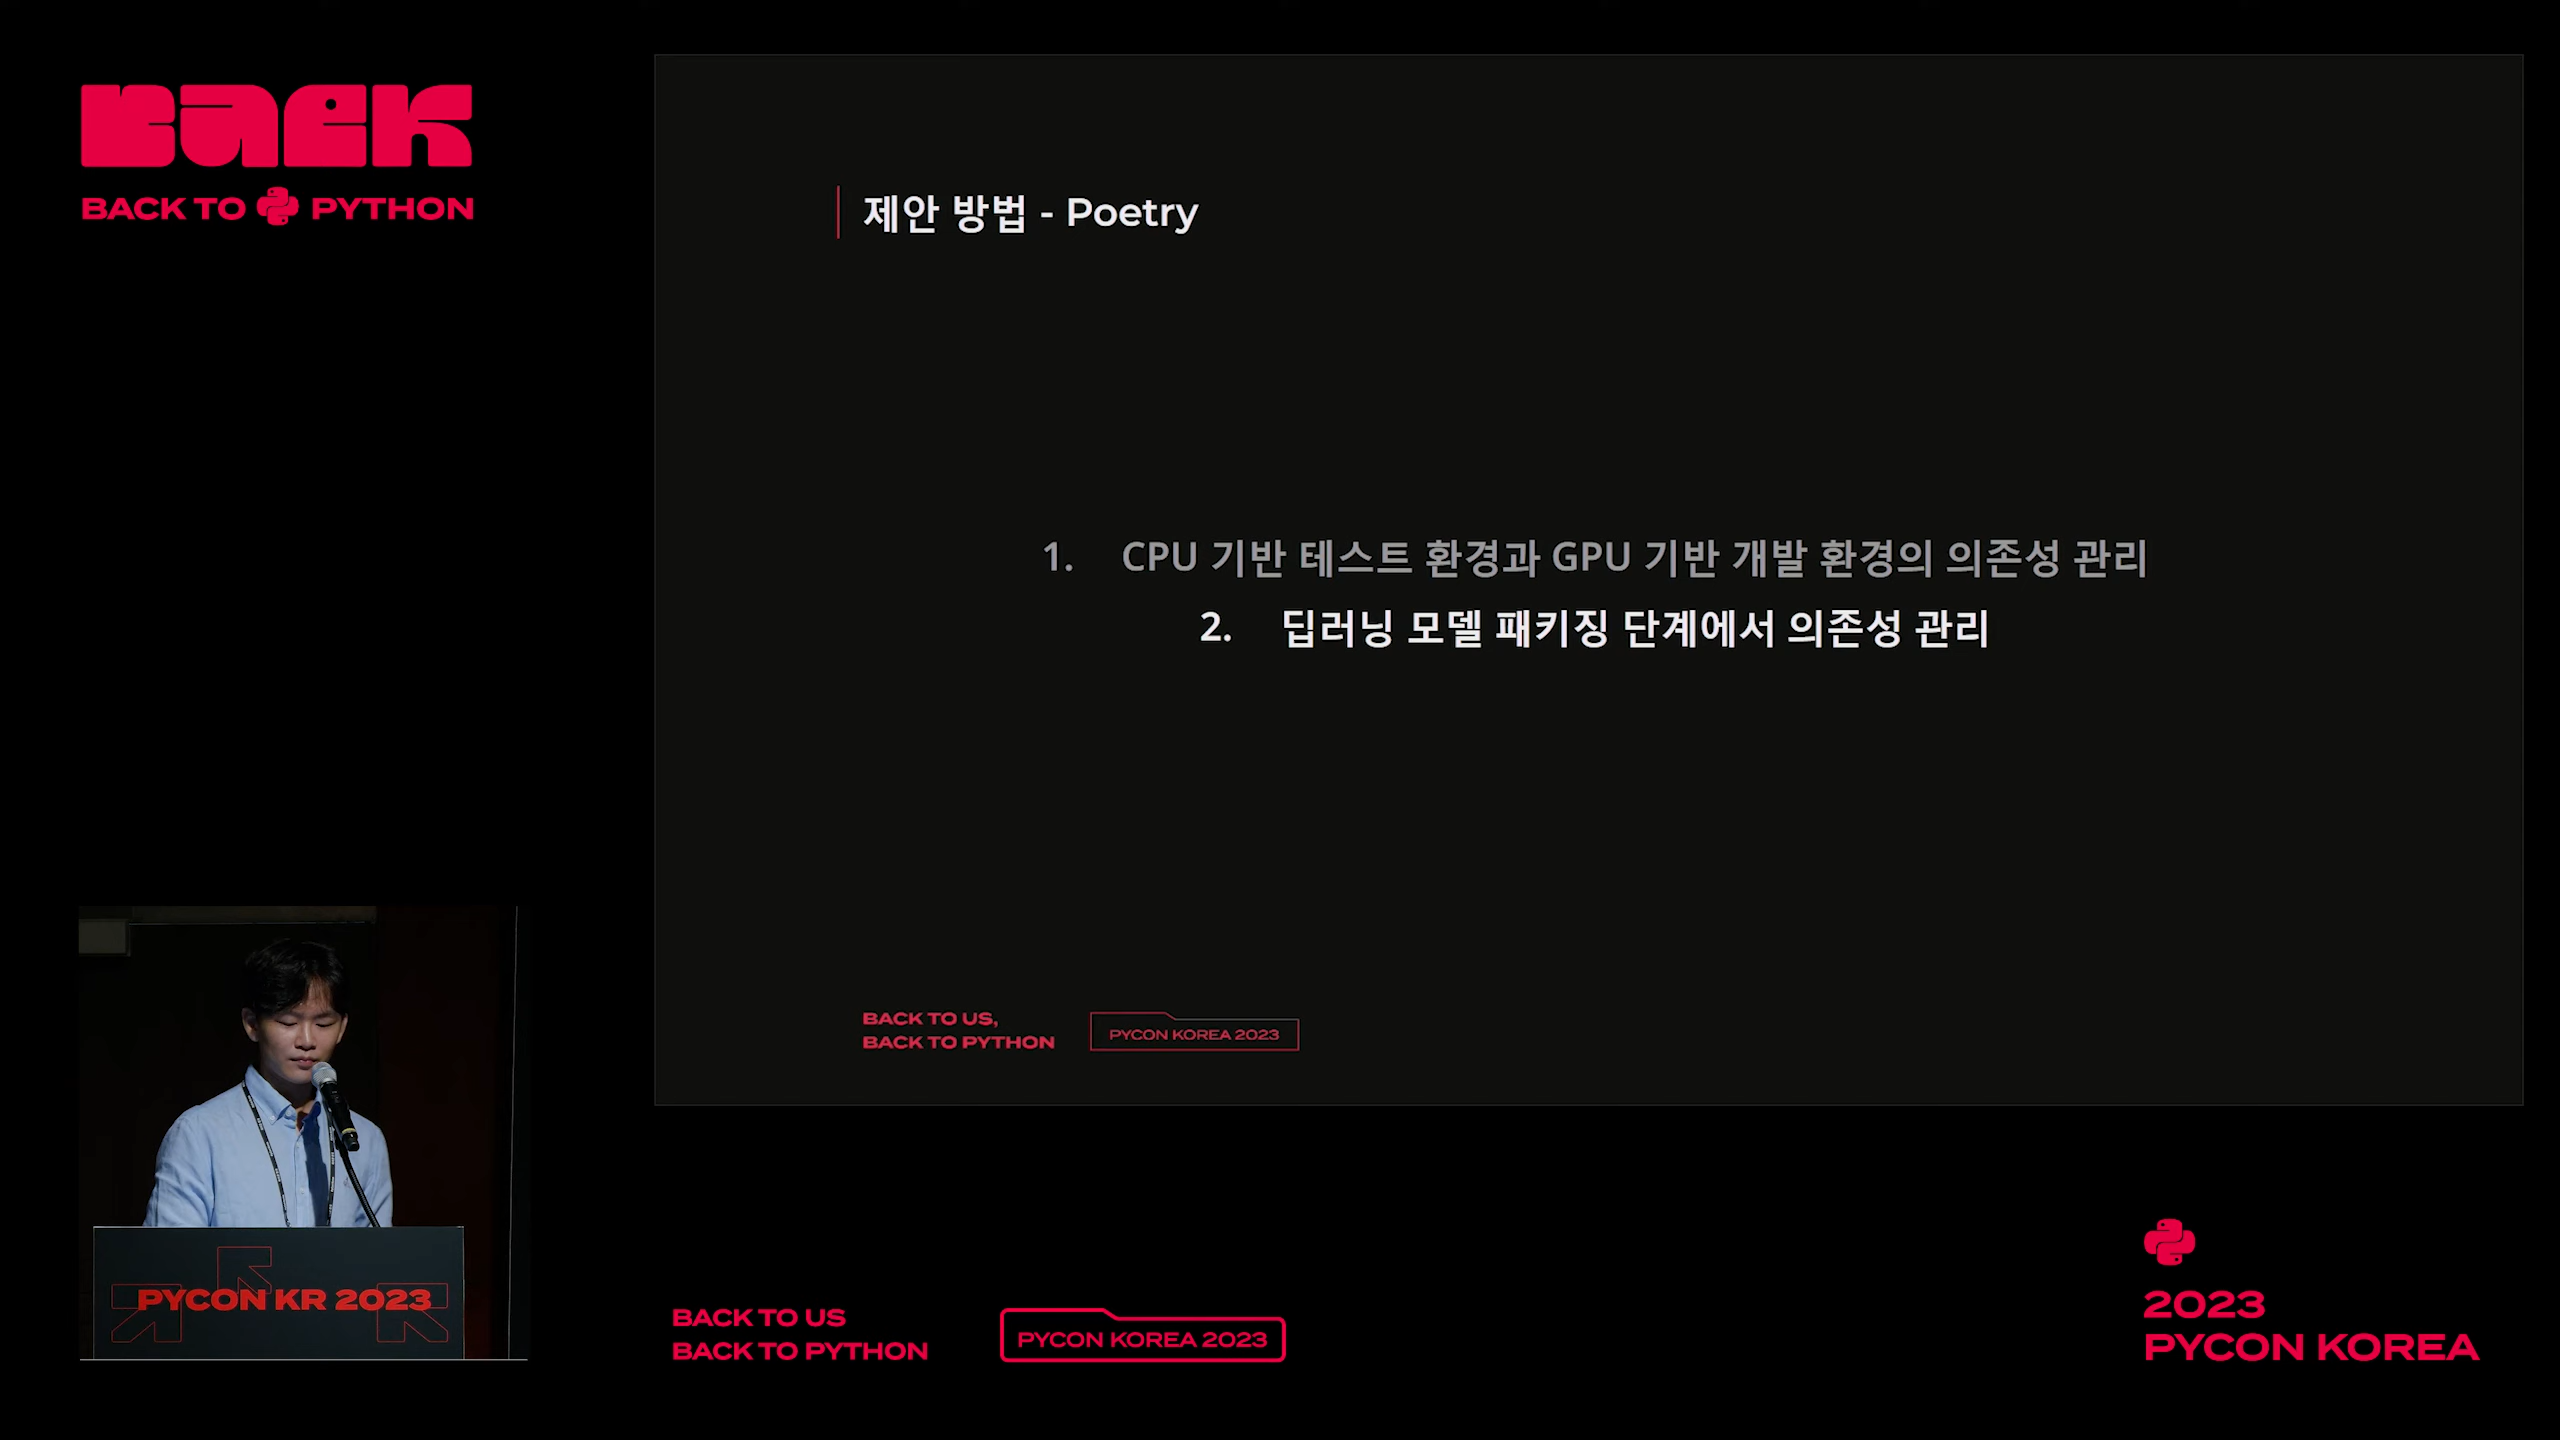 BACK
BACK TO PYTHON
제안 방법 - Poetry
1. CPU 기반 테스트 환경과 GPU 기반 개발 환경의 의존성 관리
2. 딥러닝 모델 패키징 단계에서 의존성 관리
BACK TO US,
BACK TO PYTHON
PYCON KOREA 2023
PYCON KR 2023
BACK TO US
BACK TO PYTHON
PYCON KOREA 2023
2023
PYCON KOREA